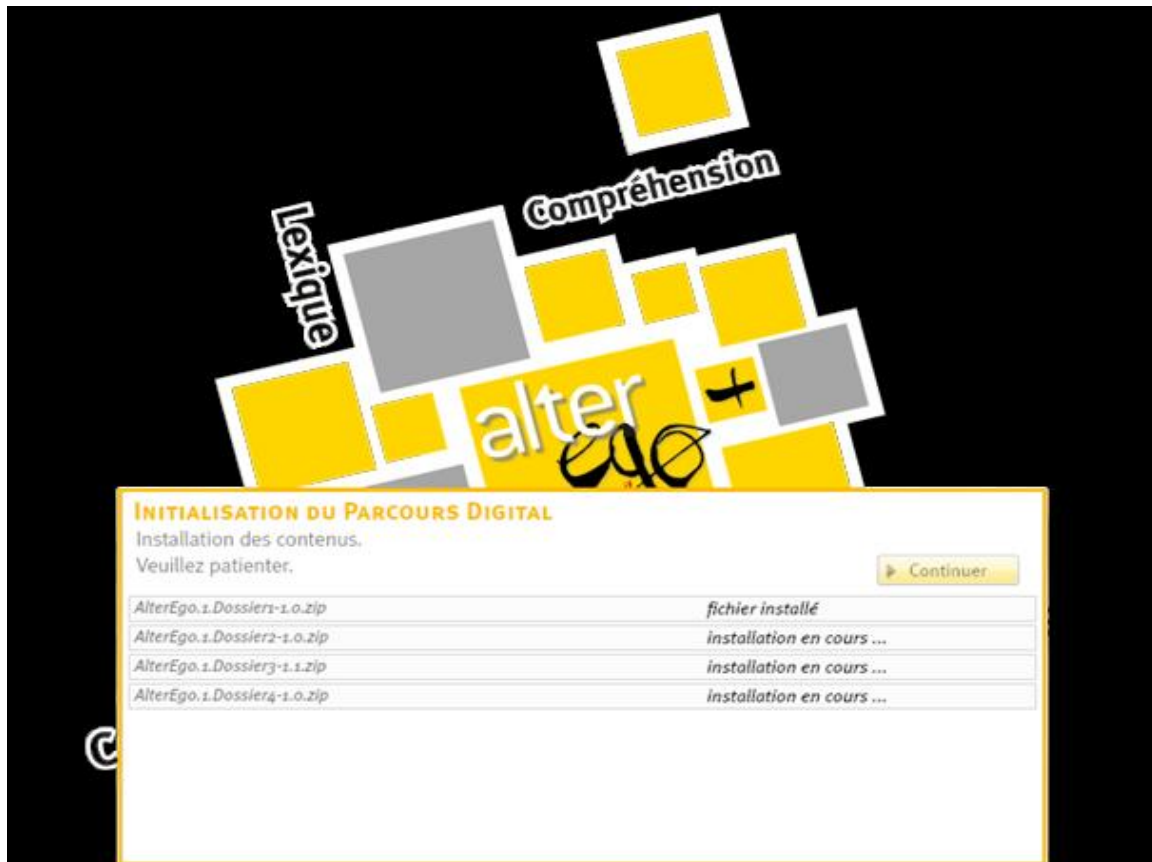 Compréhension
Lexique
alter
ego +
INITIALISATION DU PARCOURS DIGITAL
Installation des contenus.
Veuillez patienter.
Continuer
AlterEgo.1.Dossier1-1.0.zip fichier installé
AlterEgo.1.Dossier2-1.0.zip installation en cours ...
AlterEgo.1.Dossier3-1.1.zip installation en cours ...
AlterEgo.1.Dossier4-1.0.zip installation en cours ...
C